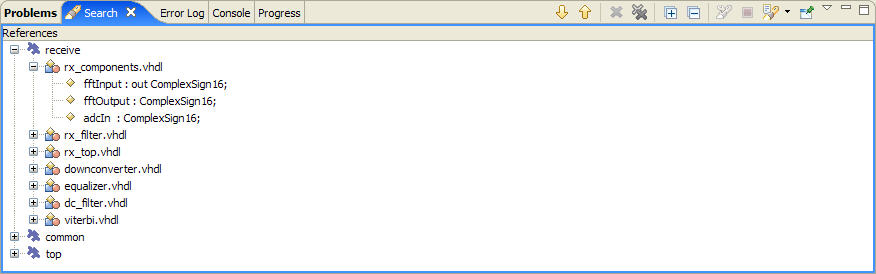 Problems Search Error Log Console Progress
References
receive
rx_components.vhdl
fftInput : out ComplexSign16;
fftOutput : ComplexSign16;
adcIn : ComplexSign16;
rx_filter.vhdl
rx_top.vhdl
downconverter.vhdl
equalizer.vhdl
dc_filter.vhdl
viterbi.vhdl
common
top